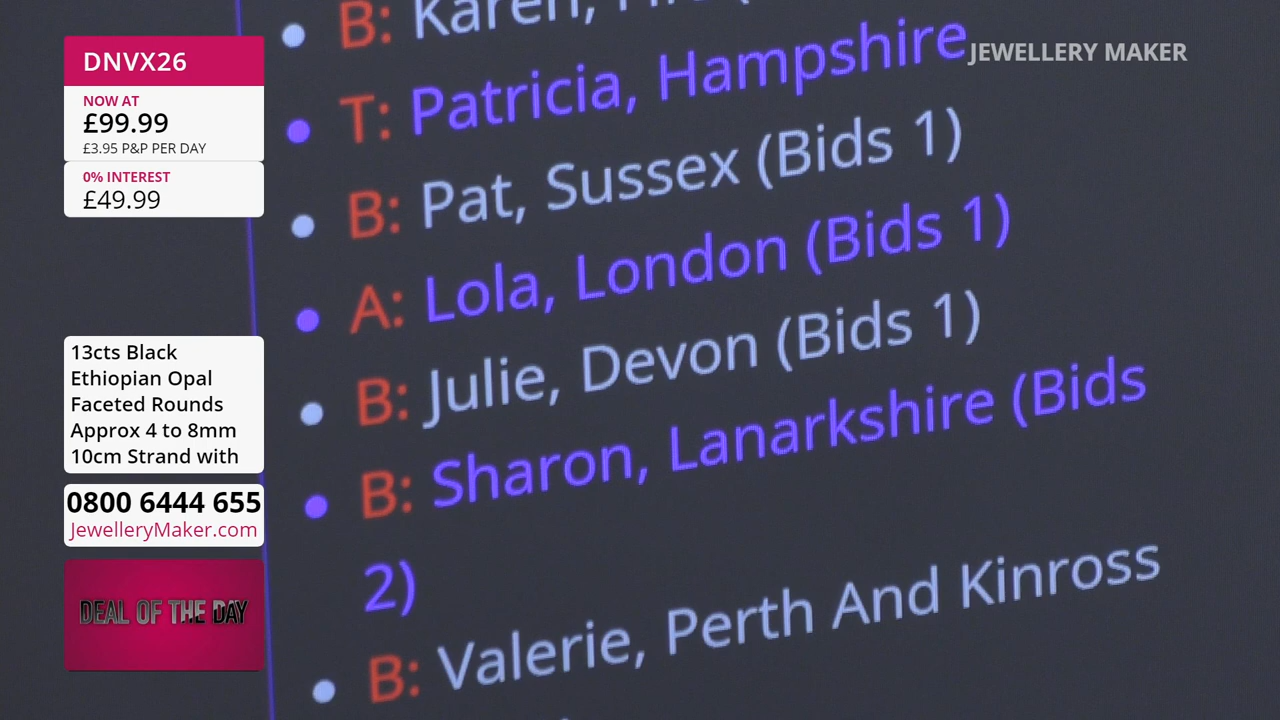 DNVX26
NOW AT
£99.99
£3.95 P&P PER DAY
0% INTEREST
£49.99
13cts Black
Ethiopian Opal
Faceted Rounds
Approx 4 to 8mm
10cm Strand with
0800 6444 655
JewelleryMaker.com
DEAL OF THE DAY
JEWELLERY MAKER
B: Karen,
T: Patricia, Hampshire
B: Pat, Sussex (Bids 1)
A: Lola, London (Bids 1)
B: Julie, Devon (Bids 1)
B: Sharon, Lanarkshire (Bids
2)
B: Valerie, Perth And Kinross